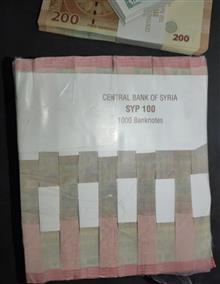 200
200
CENTRAL BANK OF SYRIA
SYP 100
1000 Banknotes